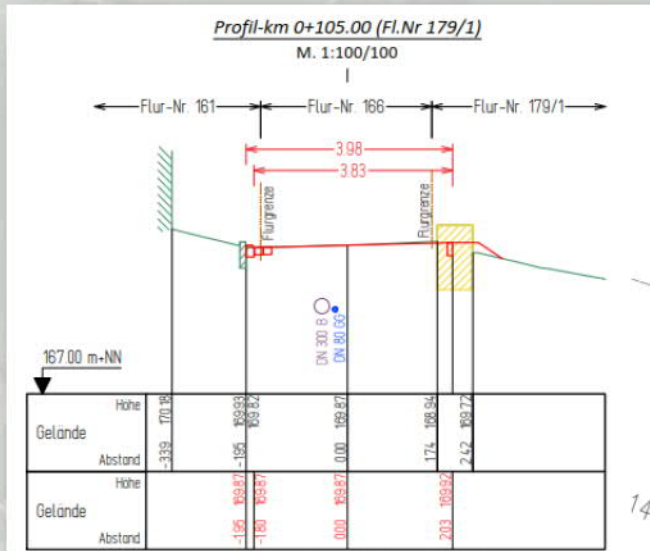 Profil-km 0+105.00 (Fl.Nr 179/1)
M. 1:100/100
Flur-Nr. 161
Flur-Nr. 166
Flur-Nr. 179/1
3.98
3.83
Flurgrenze
Flurgrenze
DN 300 B
DN 80 GG
167.00 m+NN
Höhe
170.18
169.93
169.82
169.87
168.94
169.72
Gelände
Abstand
-3.39
-1.95
0.00
1.74
2.42
Höhe
169.87
169.87
169.87
169.92
Gelände
Abstand
-1.95
-1.80
0.00
2.03
14